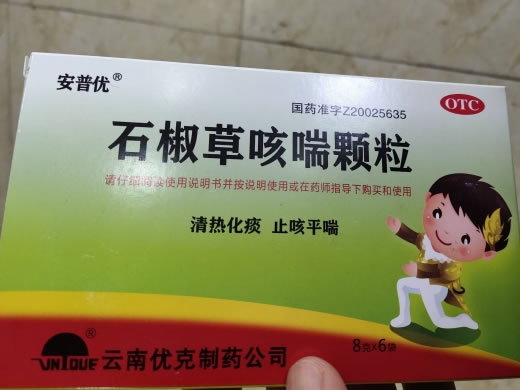 安普优®
国药准字Z20025635
OTC
石椒草咳喘颗粒
请仔细阅读使用说明书并按说明使用或在药师指导下购买和使用
清热化痰 止咳平喘
8克×6袋
UNIQUE® 云南优克制药公司